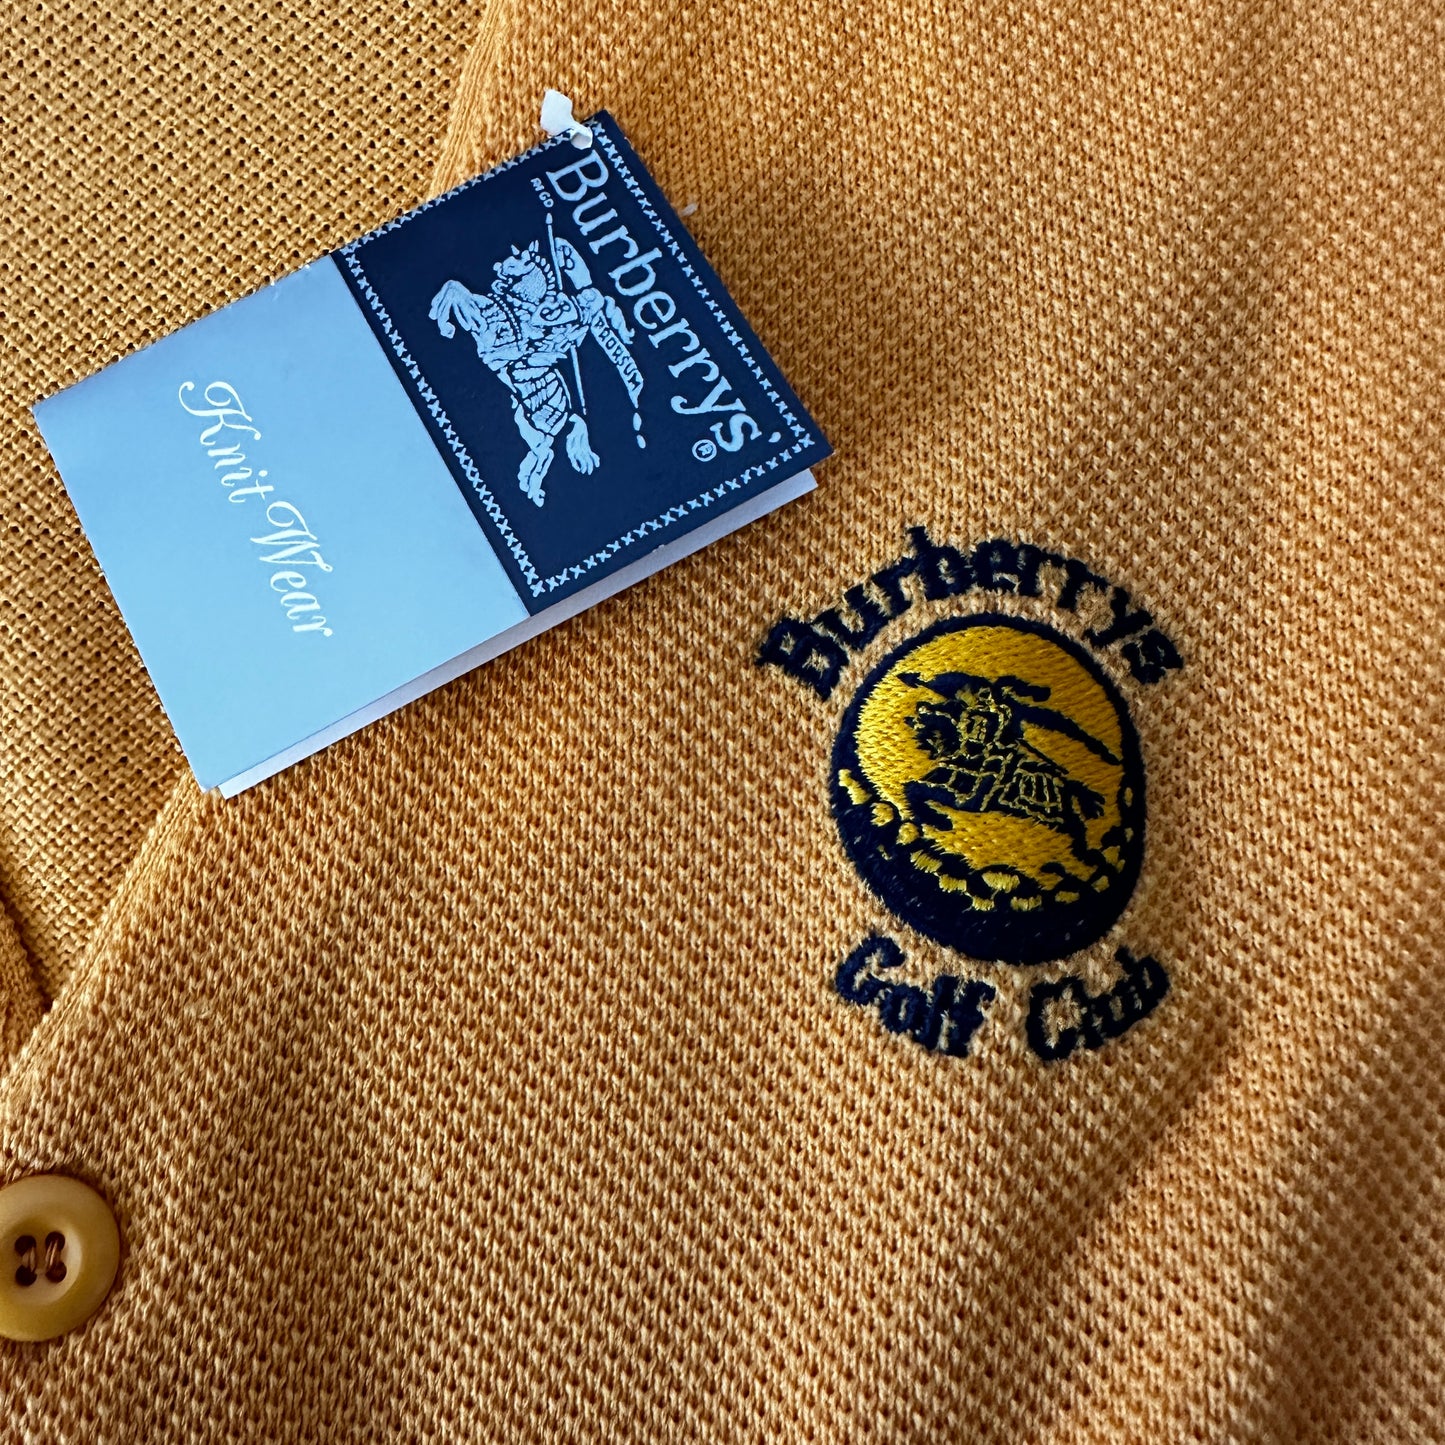 Burberrys'®
PRORSUM
Knit Wear
Burberrys
Golf Club